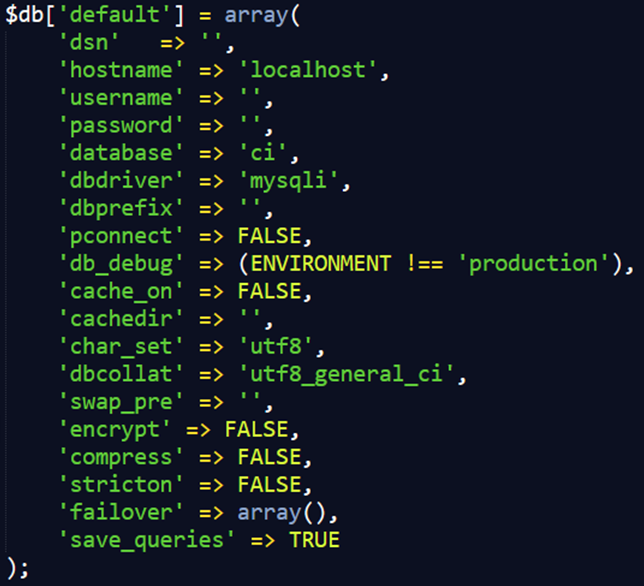 $db['default'] = array(
    'dsn'   => '',
    'hostname' => 'localhost',
    'username' => '',
    'password' => '',
    'database' => 'ci',
    'dbdriver' => 'mysqli',
    'dbprefix' => '',
    'pconnect' => FALSE,
    'db_debug' => (ENVIRONMENT !== 'production'),
    'cache_on' => FALSE,
    'cachedir' => '',
    'char_set' => 'utf8',
    'dbcollat' => 'utf8_general_ci',
    'swap_pre' => '',
    'encrypt' => FALSE,
    'compress' => FALSE,
    'stricton' => FALSE,
    'failover' => array(),
    'save_queries' => TRUE
);